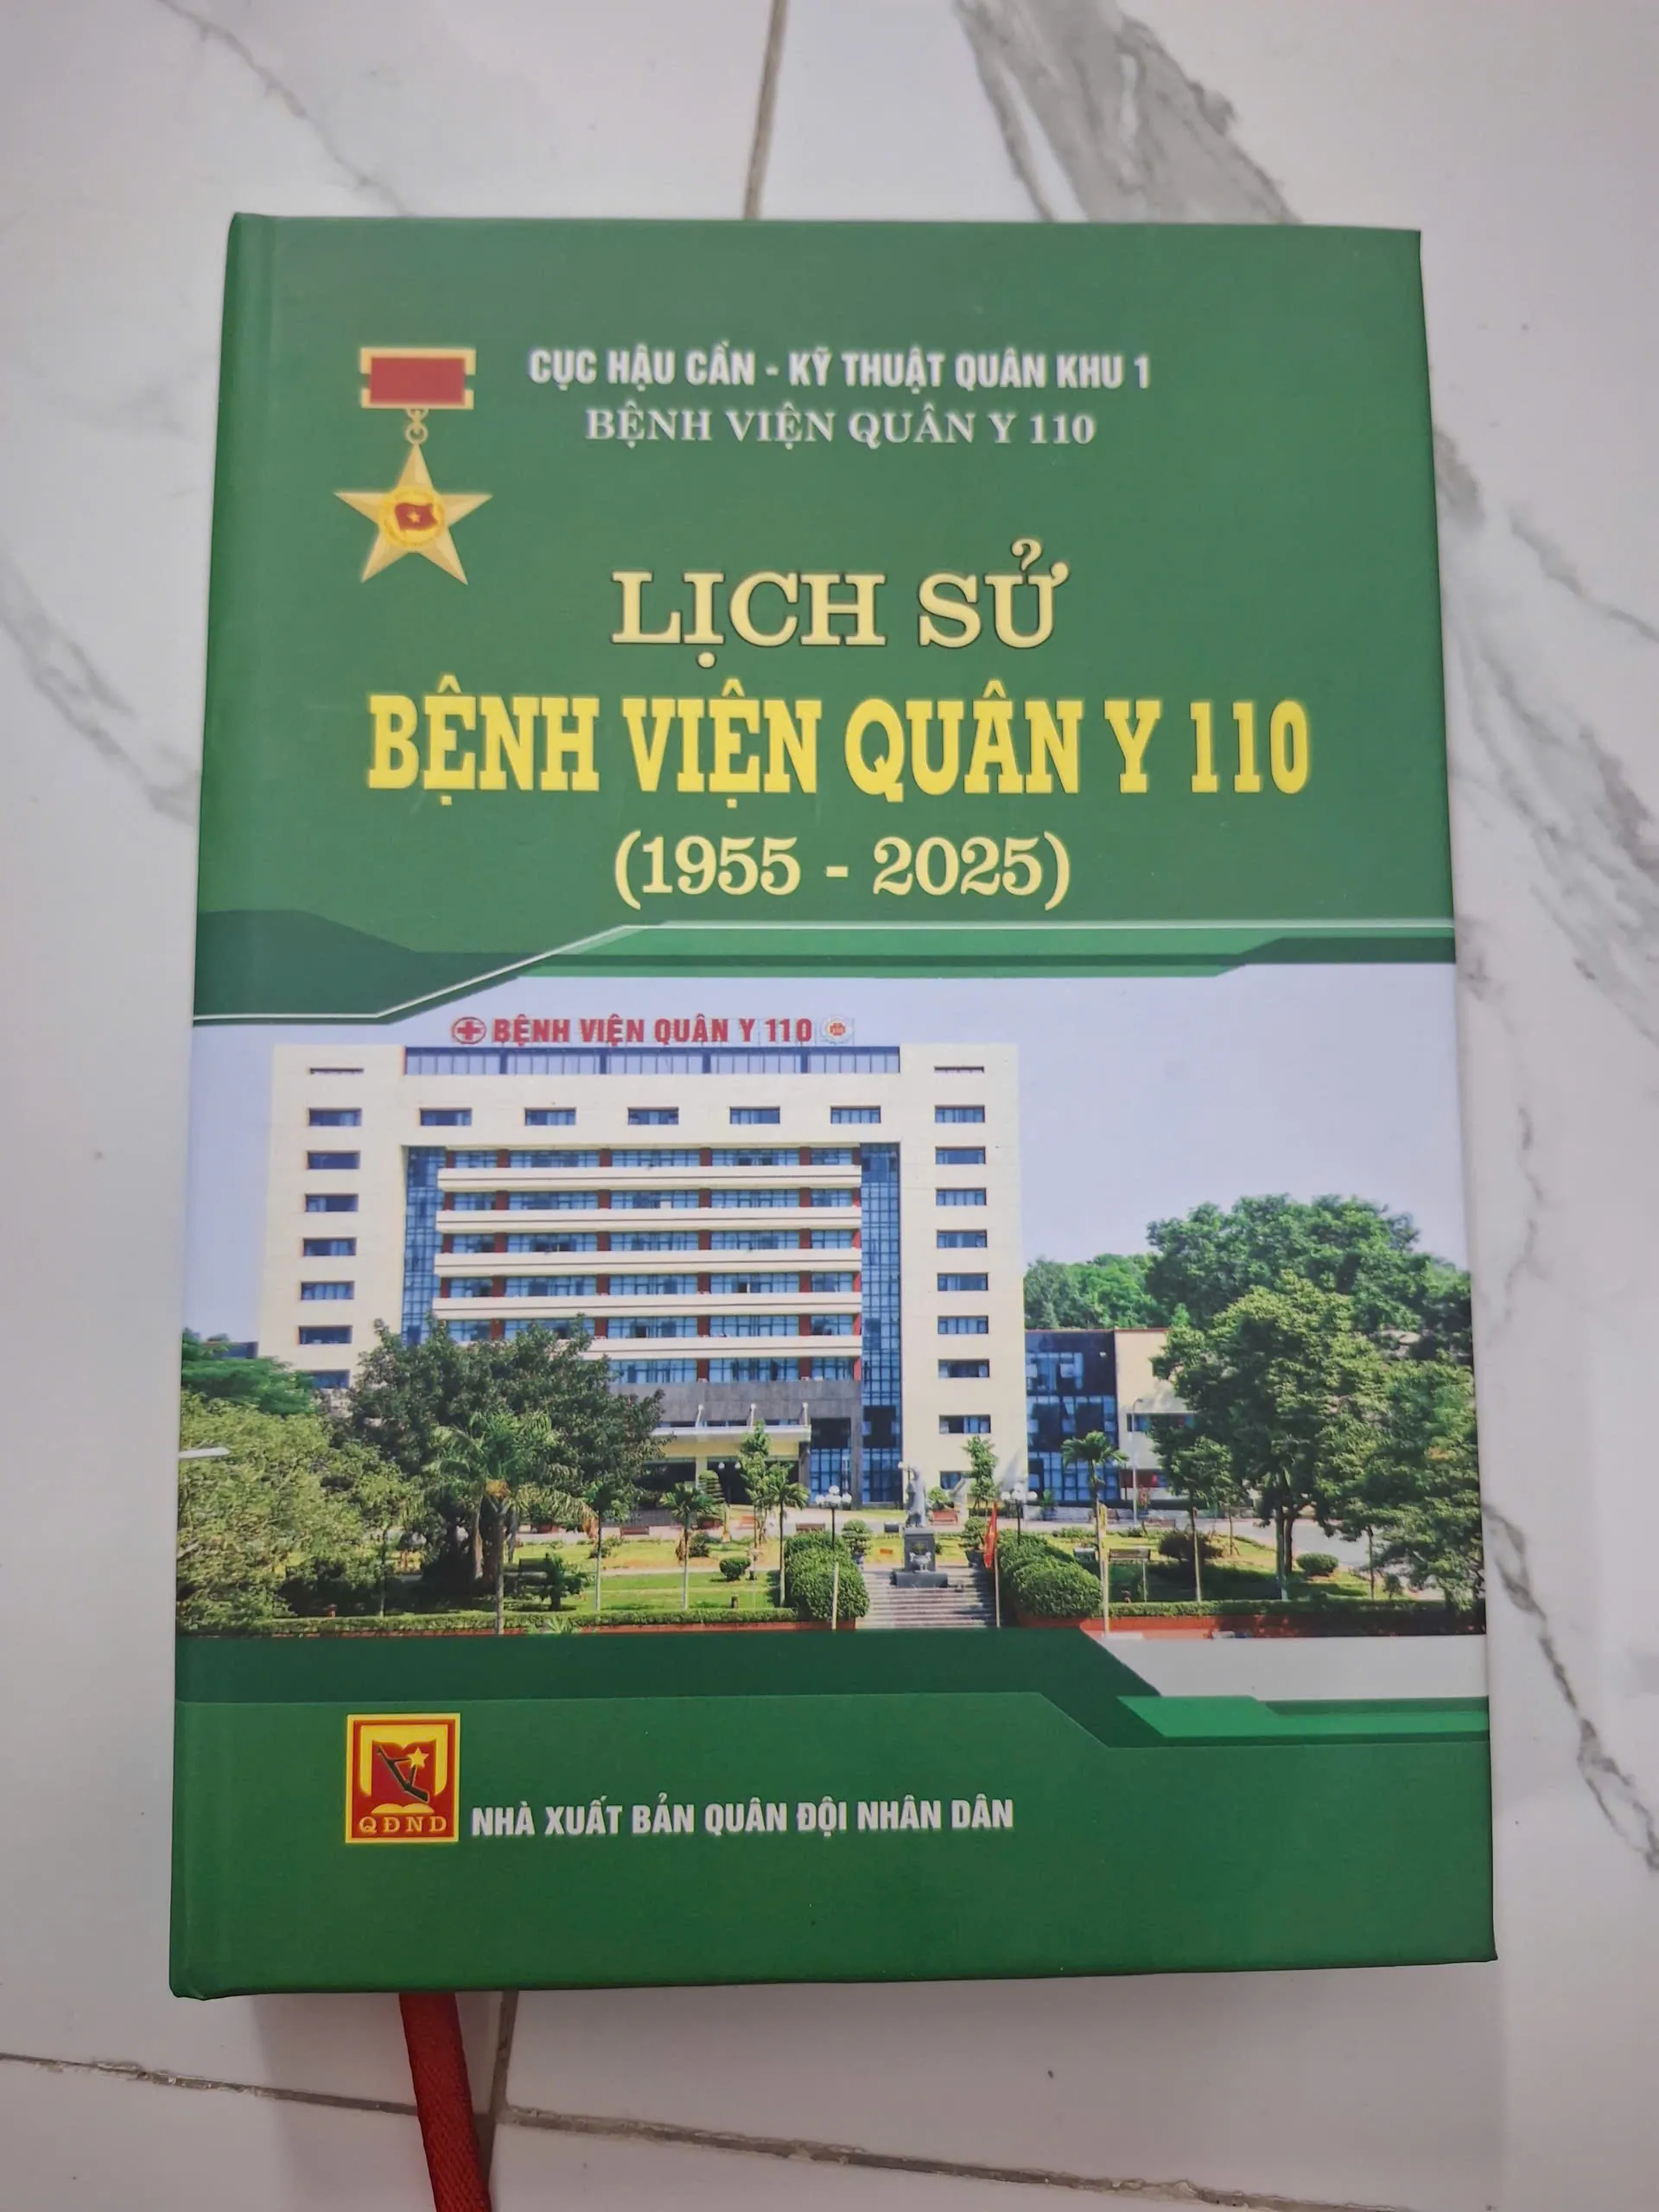 CỤC HẬU CẦN - KỸ THUẬT QUÂN KHU 1
BỆNH VIỆN QUÂN Y 110
LỊCH SỬ
BỆNH VIỆN QUÂN Y 110
(1955 - 2025)
BỆNH VIỆN QUÂN Y 110
QĐND
NHÀ XUẤT BẢN QUÂN ĐỘI NHÂN DÂN